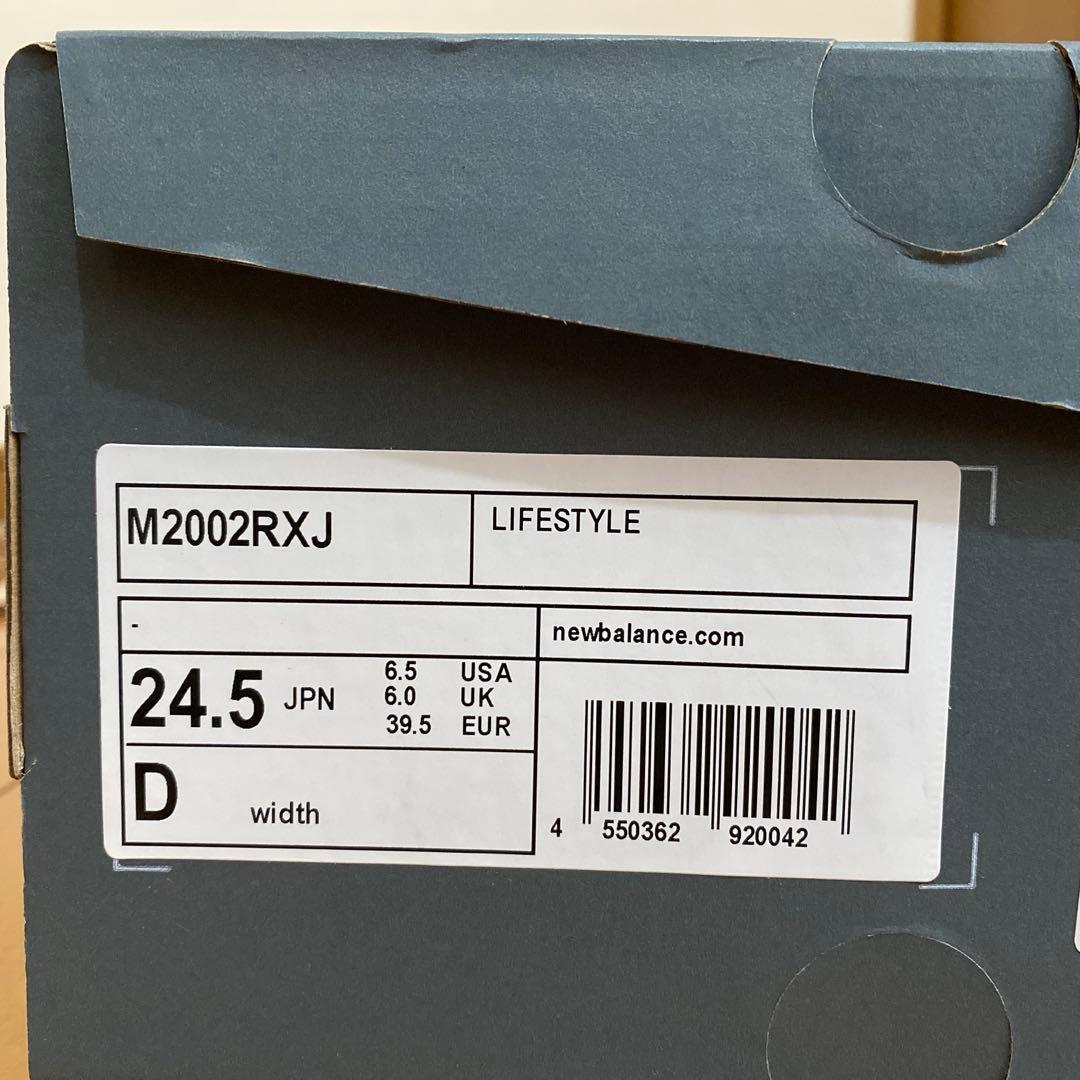 M2002RXJ
LIFESTYLE
-
newbalance.com
24.5 JPN
6.5 USA
6.0 UK
39.5 EUR
D width
4 550362 920042